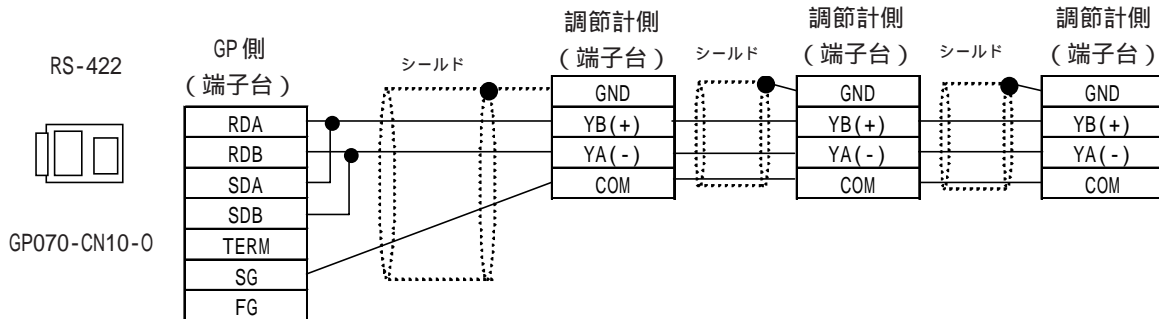 RS-422
GP070-CN10-O
GP 側
(端子台)
RDA
RDB
SDA
SDB
TERM
SG
FG
シールド
調節計側
(端子台)
GND
YB(+)
YA(-)
COM
シールド
調節計側
(端子台)
GND
YB(+)
YA(-)
COM
シールド
調節計側
(端子台)
GND
YB(+)
YA(-)
COM